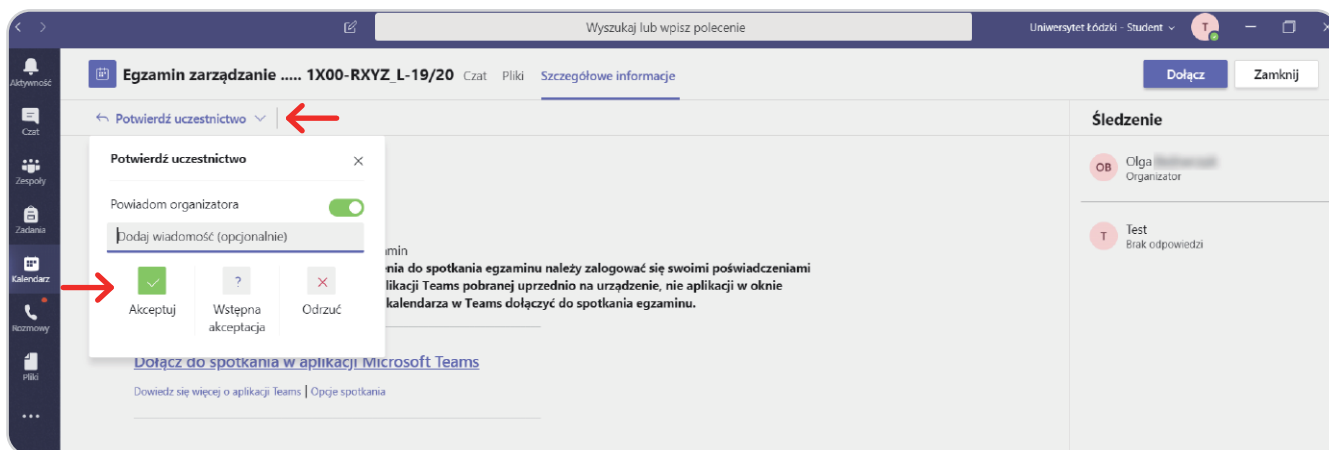 Wyszukaj lub wpisz polecenie
Uniwersytet Łódzki - Student
T
Aktywność
Czat
Zespoły
Zadania
Kalendarz
Rozmowy
Pliki
Egzamin zarządzanie ..... 1X00-RXYZ_L-19/20
Czat
Pliki
Szczegółowe informacje
Dołącz
Zamknij
Potwierdź uczestnictwo
Potwierdź uczestnictwo
Powiadom organizatora
Dodaj wiadomość (opcjonalnie)
?
Akceptuj
Wstępna
akceptacja
Odrzuć
do spotkania egzaminu należy zalogować się swoimi poświadczeniami
Teams pobranej uprzednio na urządzenie, nie aplikacji w oknie
kalendarza w Teams dołączyć do spotkania egzaminu.
Dołącz do spotkania w aplikacji Microsoft Teams
Dowiedz się więcej o aplikacji Teams | Opcje spotkania
Śledzenie
OB
Olga
Organizator
T
Test
Brak odpowiedzi